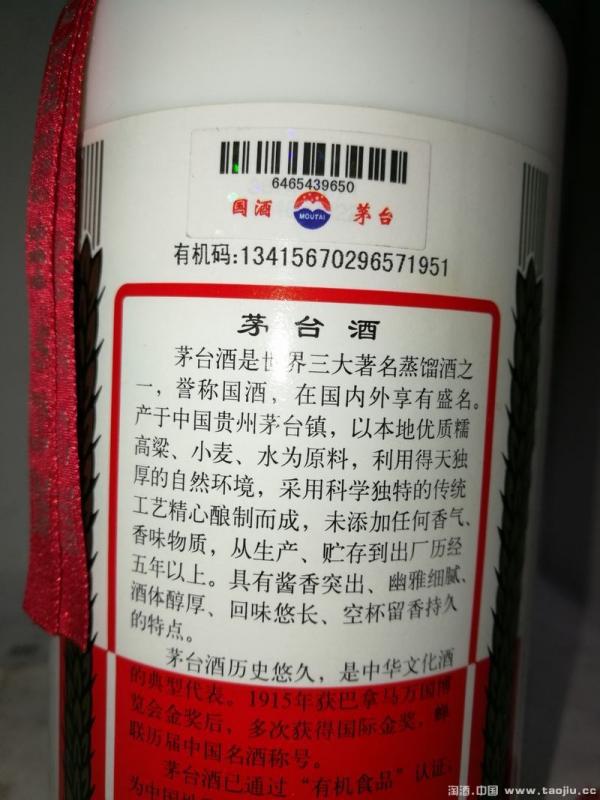 6465439650
国酒 MOUTAI 茅台
有机码:13415670296571951
茅台酒
茅台酒是世界三大著名蒸馏酒之
一，誉称国酒，在国内外享有盛名。
产于中国贵州茅台镇，以本地优质糯
高粱、小麦、水为原料，利用得天独
厚的自然环境，采用科学独特的传统
工艺精心酿制而成，未添加任何香气、
香味物质，从生产、贮存到出厂历经
五年以上。具有酱香突出、幽雅细腻、
酒体醇厚、回味悠长、空杯留香持久
的特点。
茅台酒历史悠久，是中华文化酒
的典型代表。1915年获巴拿马万国博
览会金奖后，多次获得国际金奖，蝉
联历届中国名酒称号。
茅台酒已通过“有机食品”认证，
为中国
淘酒.中国 www.taojiu.cc